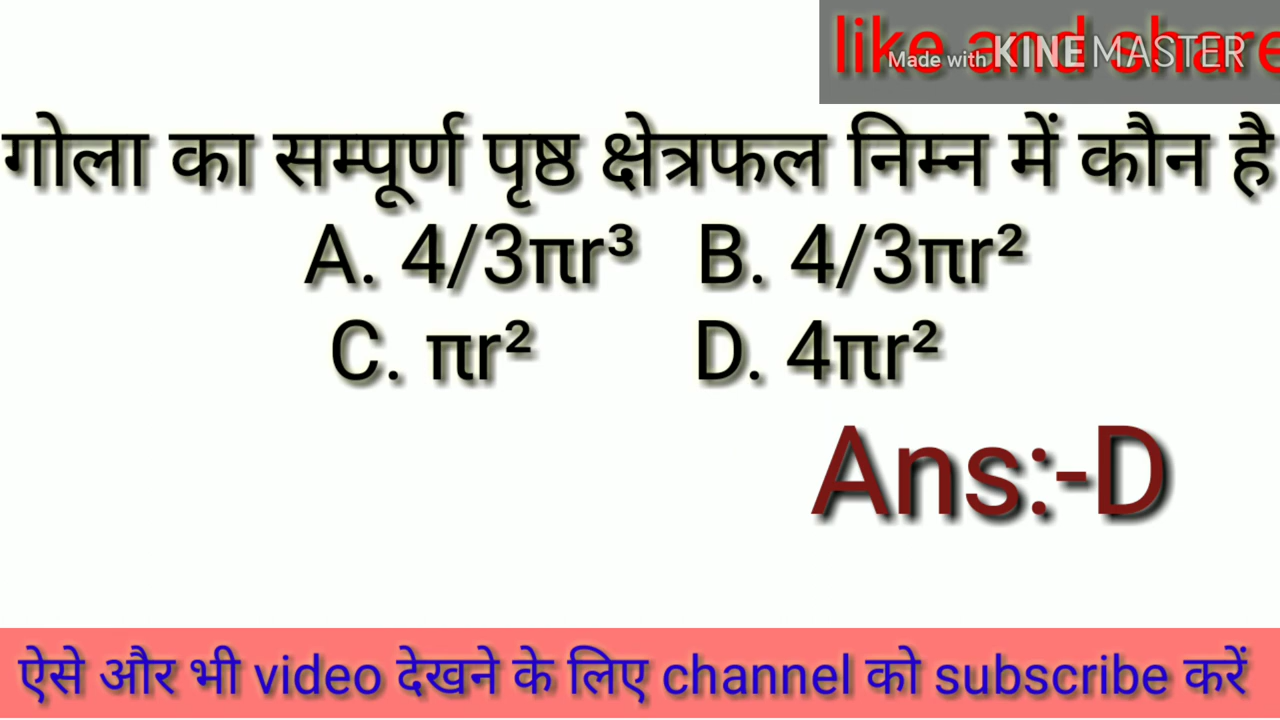 like and share
Made with KINEMASTER
गोला का सम्पूर्ण पृष्ठ क्षेत्रफल निम्न में कौन है
A. 4/3πr³ B. 4/3πr²
C. πr² D. 4πr²
Ans:-D
ऐसे और भी video देखने के लिए channel को subscribe करें